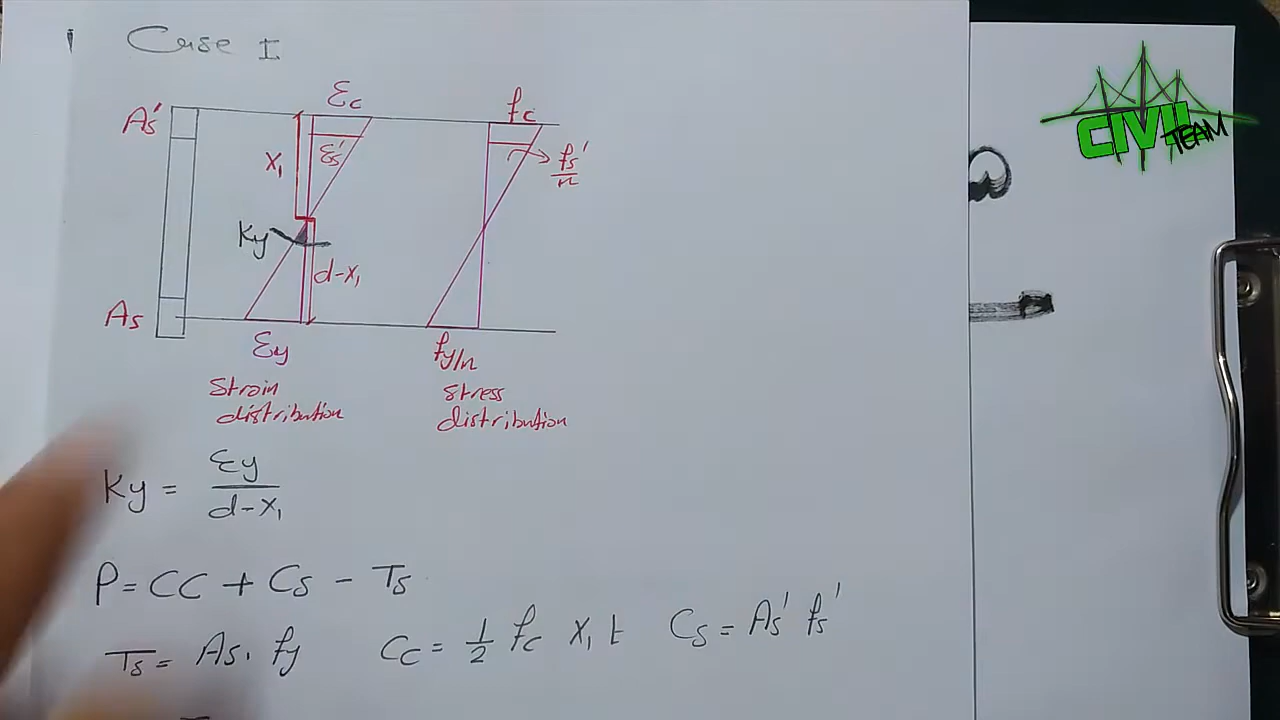 Case I
As'
εc
fc
x₁
εs'
fs'/n
Ky
d-x₁
As
εy
fy/n
Strain
distribution
stress
distribution
Ky = εy/(d-x₁)
P = CC + Cs - Ts
Ts = As. fy   Cc = 1/2 fc x₁ t   Cs = As' fs'
CIVIL
TEAM